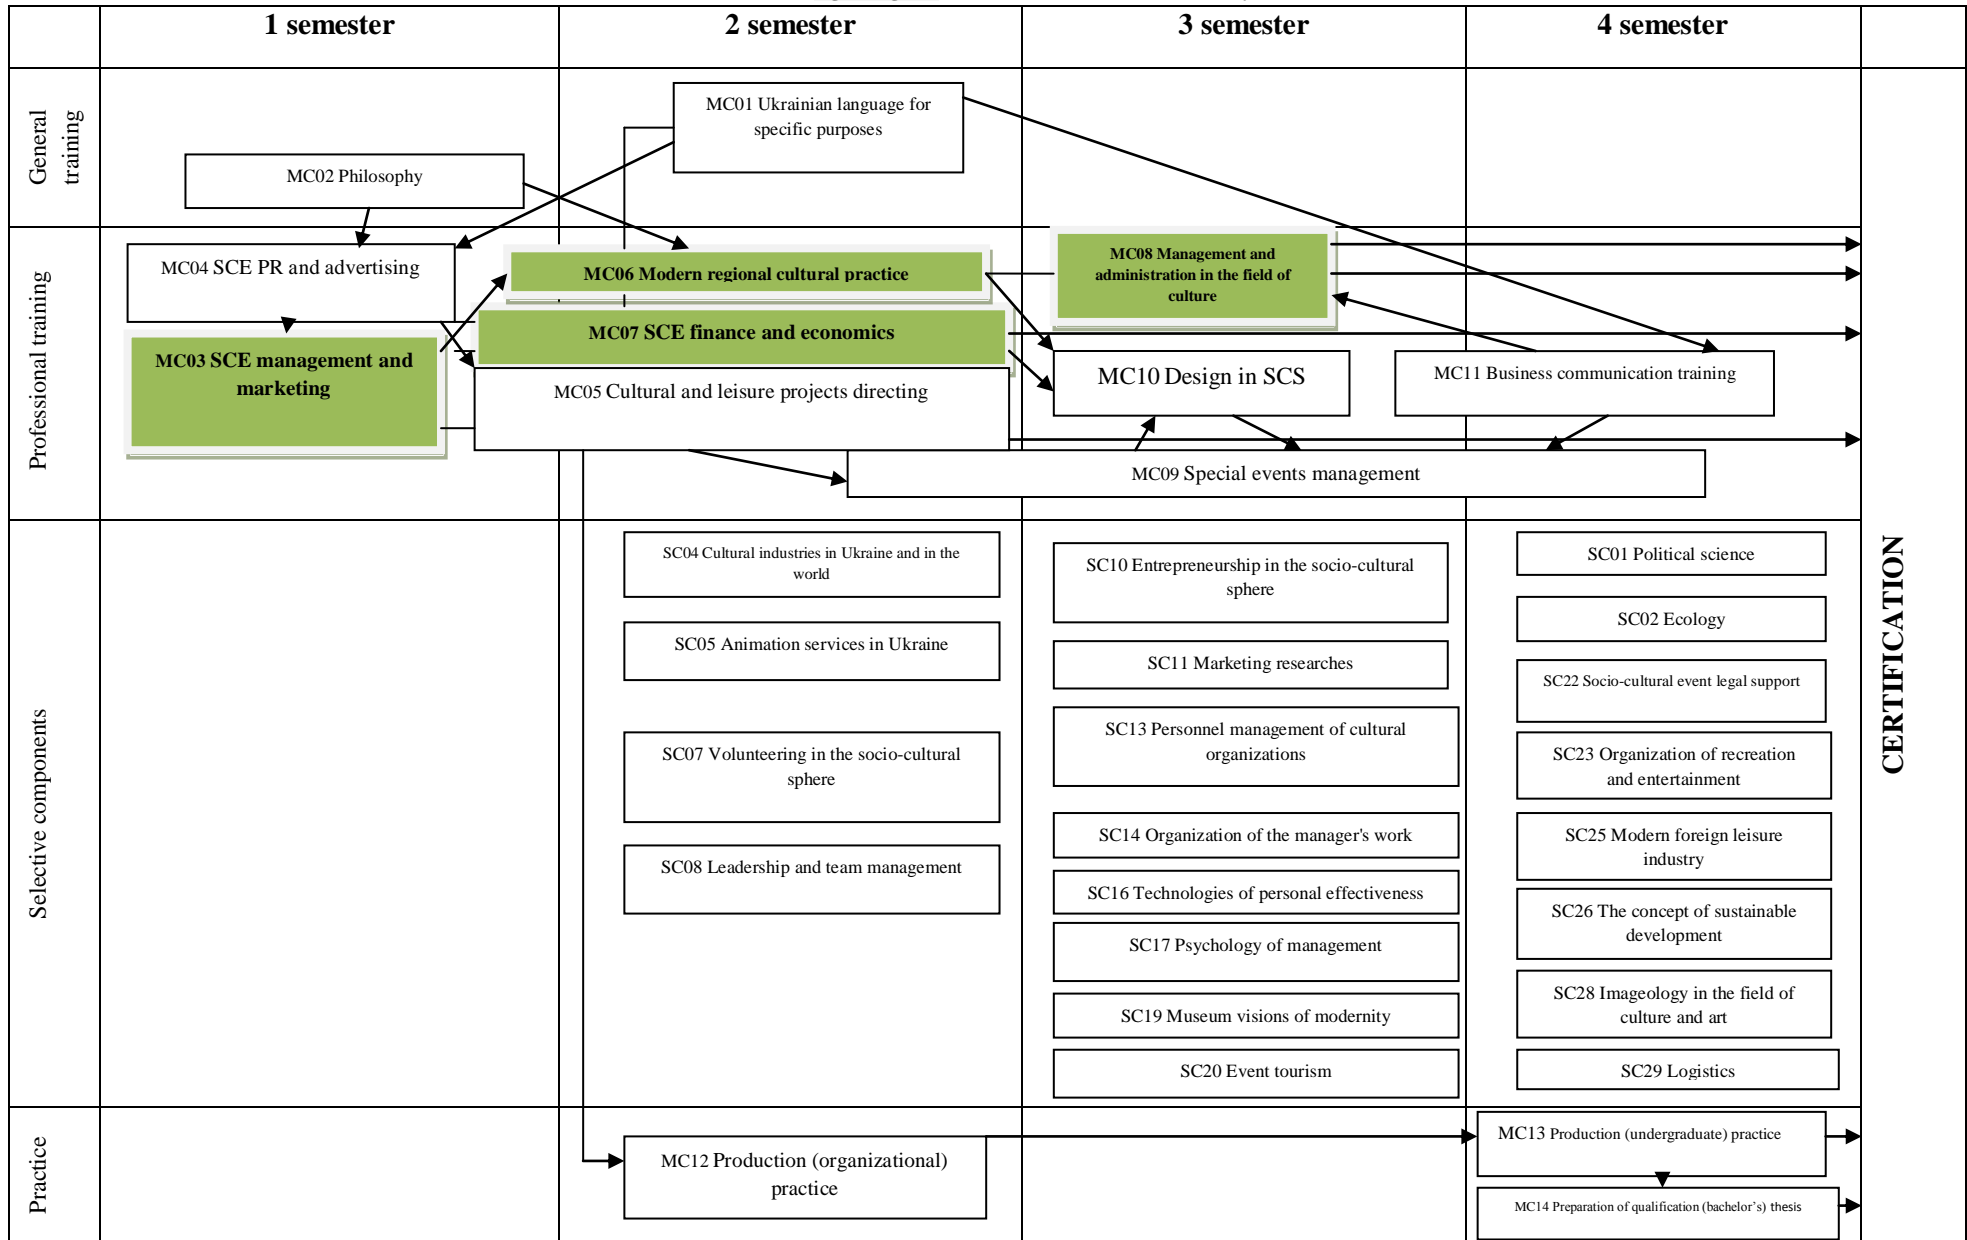 1 semester
2 semester
3 semester
4 semester
General
training
MC01 Ukrainian language for
specific purposes
MC02 Philosophy
Professional training
MC04 SCE PR and advertising
MC03 SCE management and
marketing
MC06 Modern regional cultural practice
MC07 SCE finance and economics
MC05 Cultural and leisure projects directing
MC08 Management and
administration in the field of
culture
MC10 Design in SCS
MC11 Business communication training
MC09 Special events management
Selective components
SC04 Cultural industries in Ukraine and in the
world
SC05 Animation services in Ukraine
SC07 Volunteering in the socio-cultural
sphere
SC08 Leadership and team management
SC10 Entrepreneurship in the socio-cultural
sphere
SC11 Marketing researches
SC13 Personnel management of cultural
organizations
SC14 Organization of the manager's work
SC16 Technologies of personal effectiveness
SC17 Psychology of management
SC19 Museum visions of modernity
SC20 Event tourism
SC01 Political science
SC02 Ecology
SC22 Socio-cultural event legal support
SC23 Organization of recreation
and entertainment
SC25 Modern foreign leisure
industry
SC26 The concept of sustainable
development
SC28 Imageology in the field of
culture and art
SC29 Logistics
CERTIFICATION
Practice
MC12 Production (organizational)
practice
MC13 Production (undergraduate) practice
MC14 Preparation of qualification (bachelor's) thesis